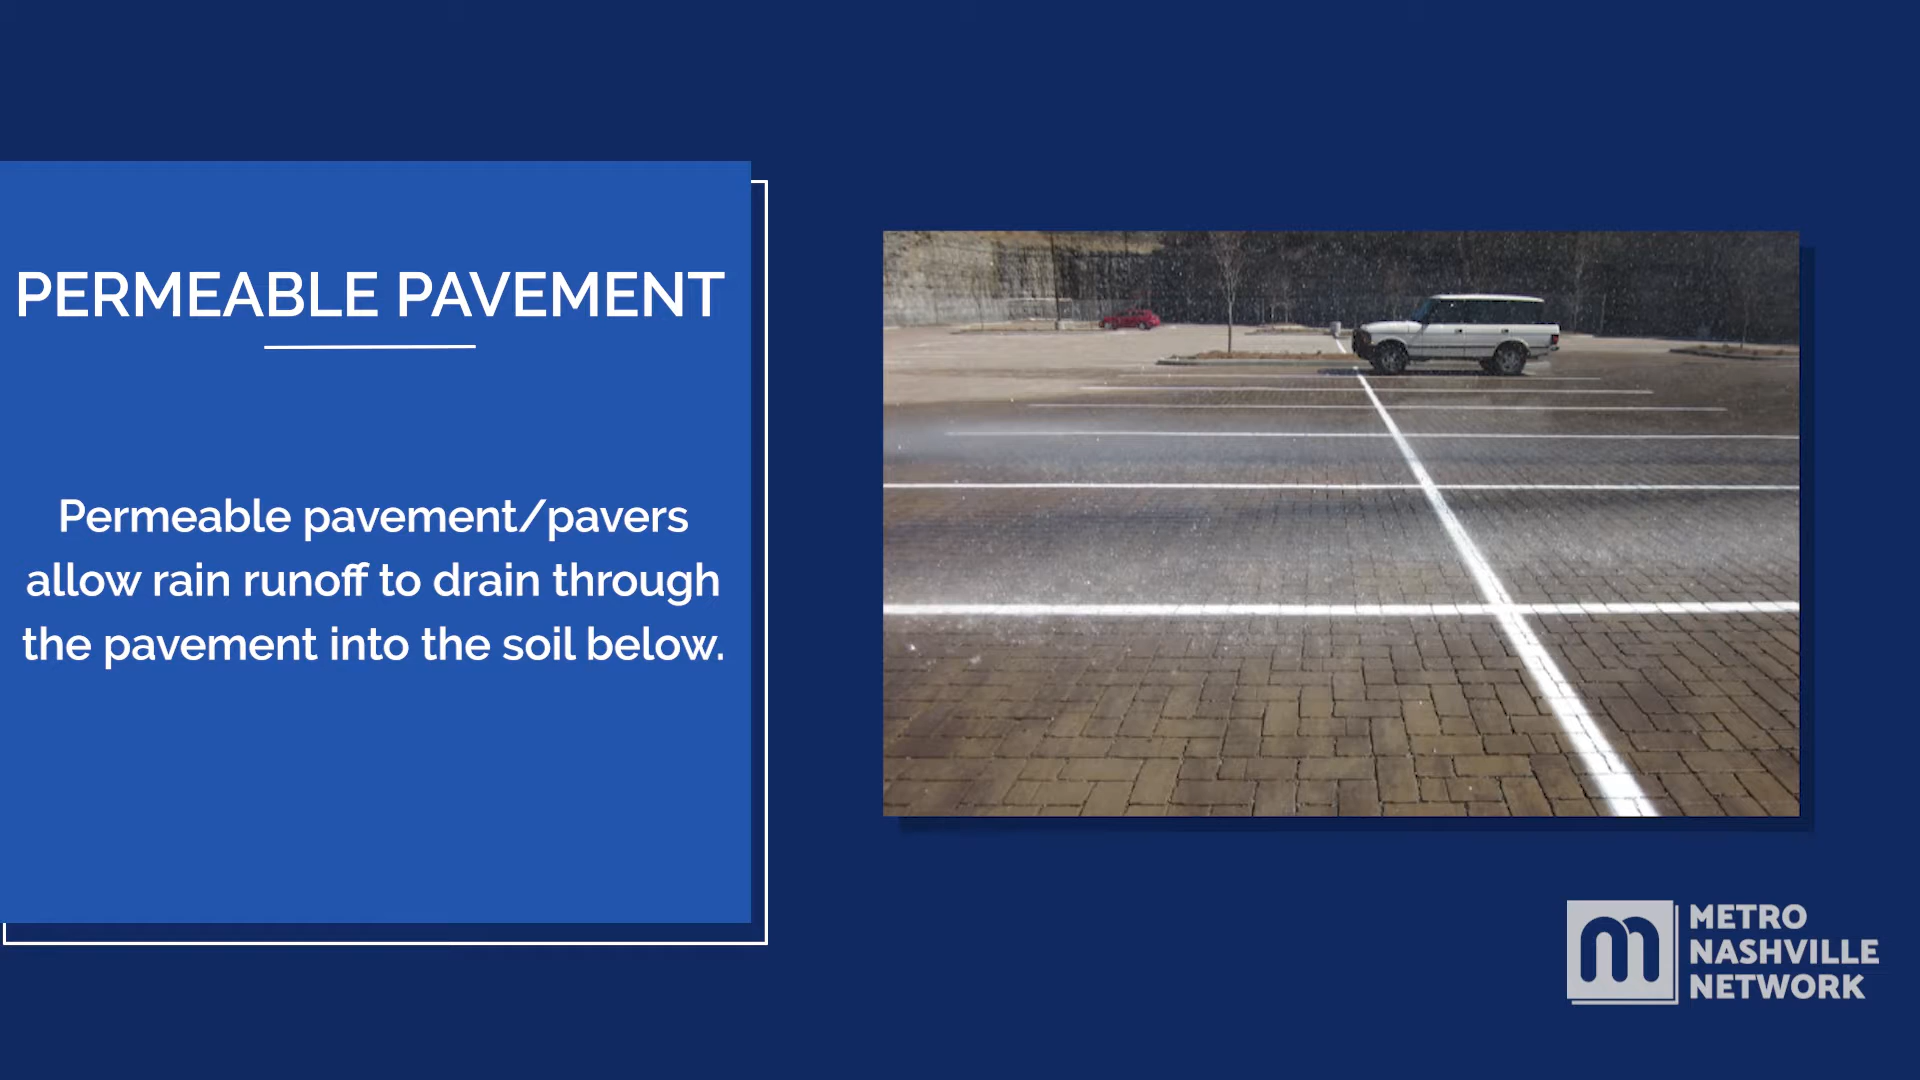 PERMEABLE PAVEMENT
Permeable pavement/pavers
allow rain runoff to drain through
the pavement into the soil below.
METRO
NASHVILLE
NETWORK